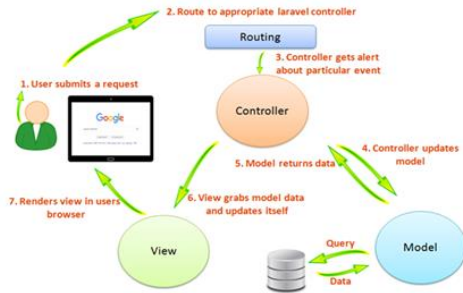 2. Route to appropriate laravel controller
Routing
3. Controller gets alert
about particular event
1. User submits a request
Google
Controller
4. Controller updates
model
5. Model returns data
7. Renders view in users
browser
6. View grabs model data
and updates itself
View
Query
Data
Model